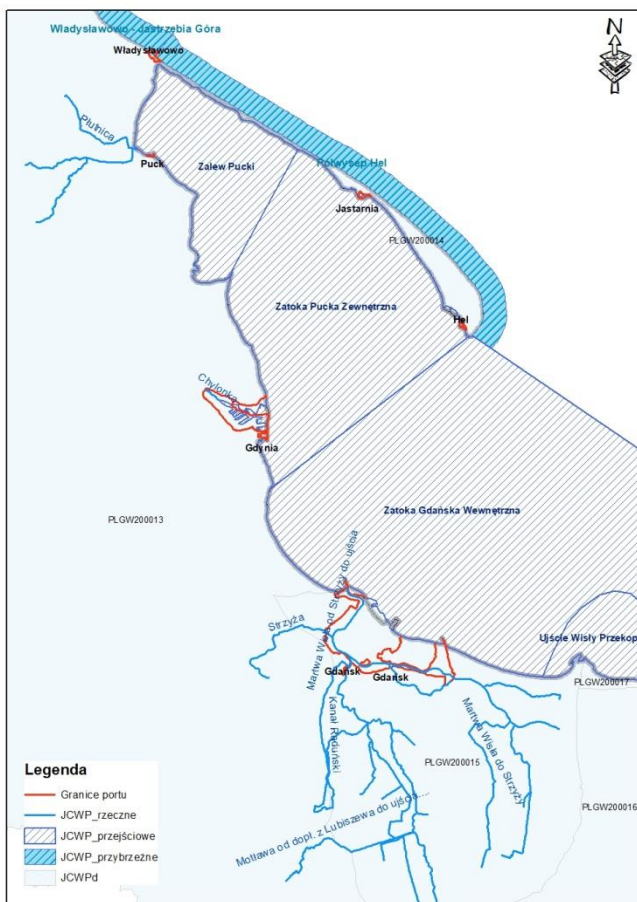 N
Władysławowo - Jastrzębia Góra
Władysławowo
Płutnica
Puck
Zalew Pucki
Półwysep Hel
Jastarnia
PLGW200014
Zatoka Pucka Zewnętrzna
Hel
Chylonka
Gdynia
Zatoka Gdańska Wewnętrzna
PLGW200013
Martwa Wisła od Strzyży do ujścia
Strzyża
Ujście Wisły Przekop
Gdańsk
Gdańsk
PLGW200017
Kanał Raduński
Martwa Wisła do Strzyży
PLGW200015
PLGW200016
Motława od dopł. z Lubiszewa do ujścia....
Legenda
Granice portu
JCWP_rzeczne
JCWP_przejściowe
JCWP_przybrzeżne
JCWPd